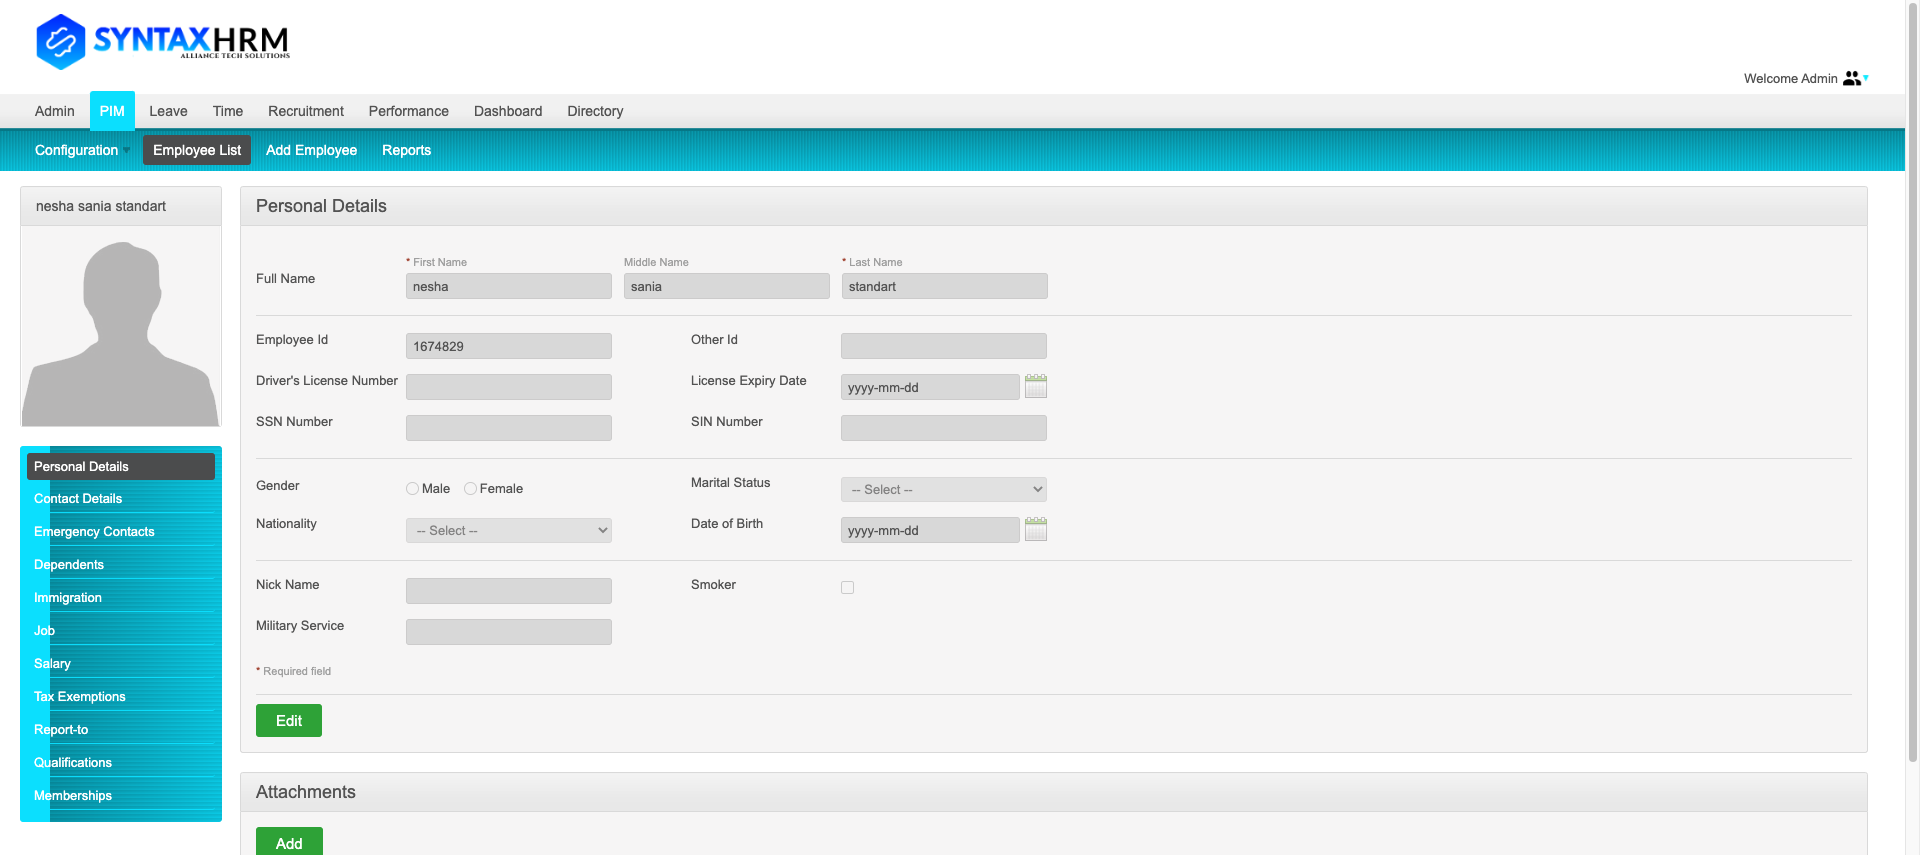 SYNTAXHRM
ALLIANCE TECH SOLUTIONS
Welcome Admin
Admin PIM Leave Time Recruitment Performance Dashboard Directory
Configuration Employee List Add Employee Reports
nesha sania standart
Personal Details
Contact Details
Emergency Contacts
Dependents
Immigration
Job
Salary
Tax Exemptions
Report-to
Qualifications
Memberships
Personal Details
* First Name Middle Name * Last Name
Full Name nesha sania standart
Employee Id 1674829 Other Id
Driver's License Number License Expiry Date yyyy-mm-dd
SSN Number SIN Number
Gender Male Female Marital Status -- Select --
Nationality -- Select -- Date of Birth yyyy-mm-dd
Nick Name Smoker
Military Service
* Required field
Edit
Attachments
Add